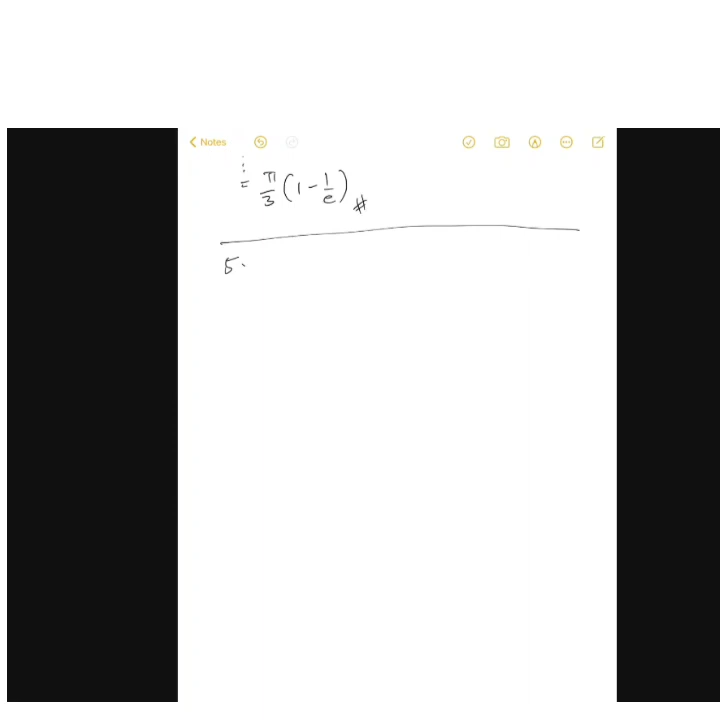 Notes
⋮
= π/3 (1 - 1/e) #
5.